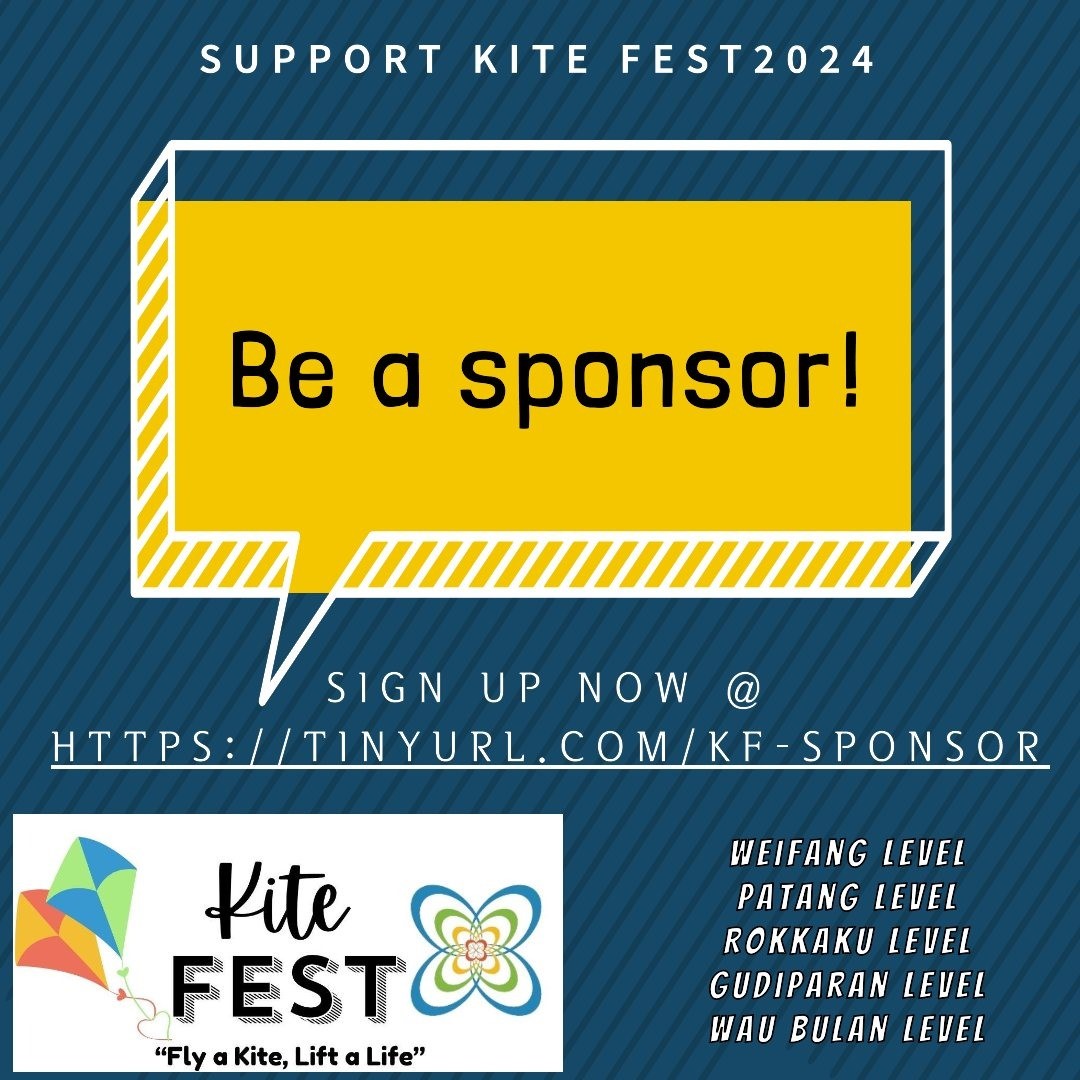 SUPPORT KITE FEST2024
Be a sponsor!
SIGN UP NOW @
HTTPS://TINYURL.COM/KF-SPONSOR
Kite
FEST
“Fly a Kite, Lift a Life”
WEIFANG LEVEL
PATANG LEVEL
ROKKAKU LEVEL
GUDIPARAN LEVEL
WAU BULAN LEVEL